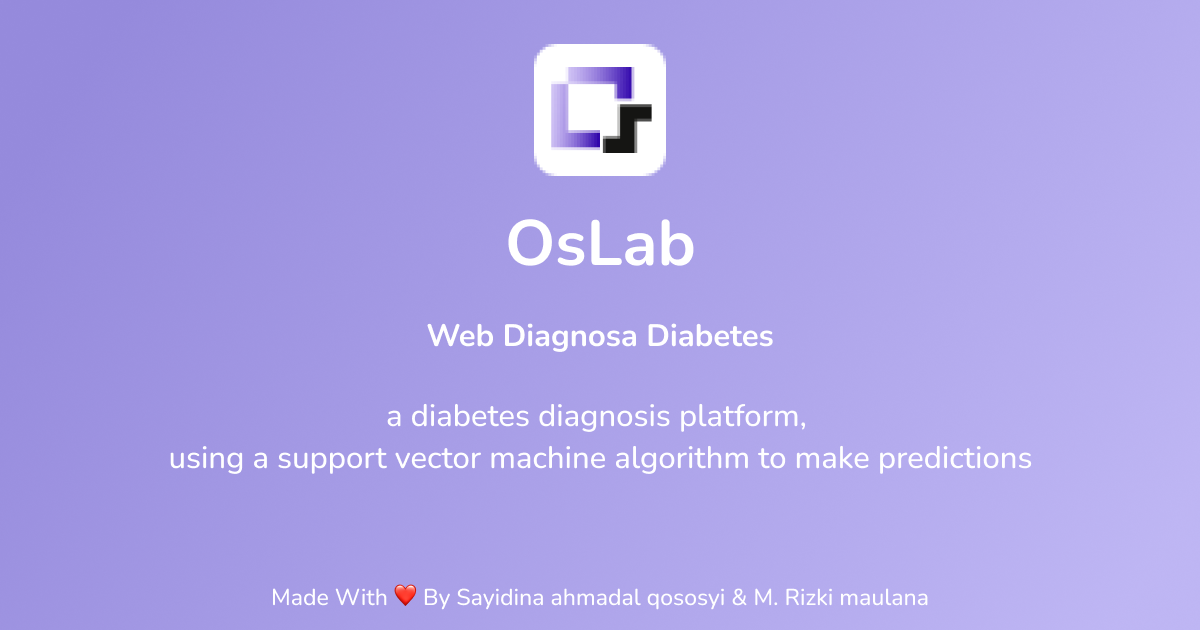 OsLab
Web Diagnosa Diabetes
a diabetes diagnosis platform,
using a support vector machine algorithm to make predictions
Made With ❤️ By Sayidina ahmadal qososyi & M. Rizki maulana